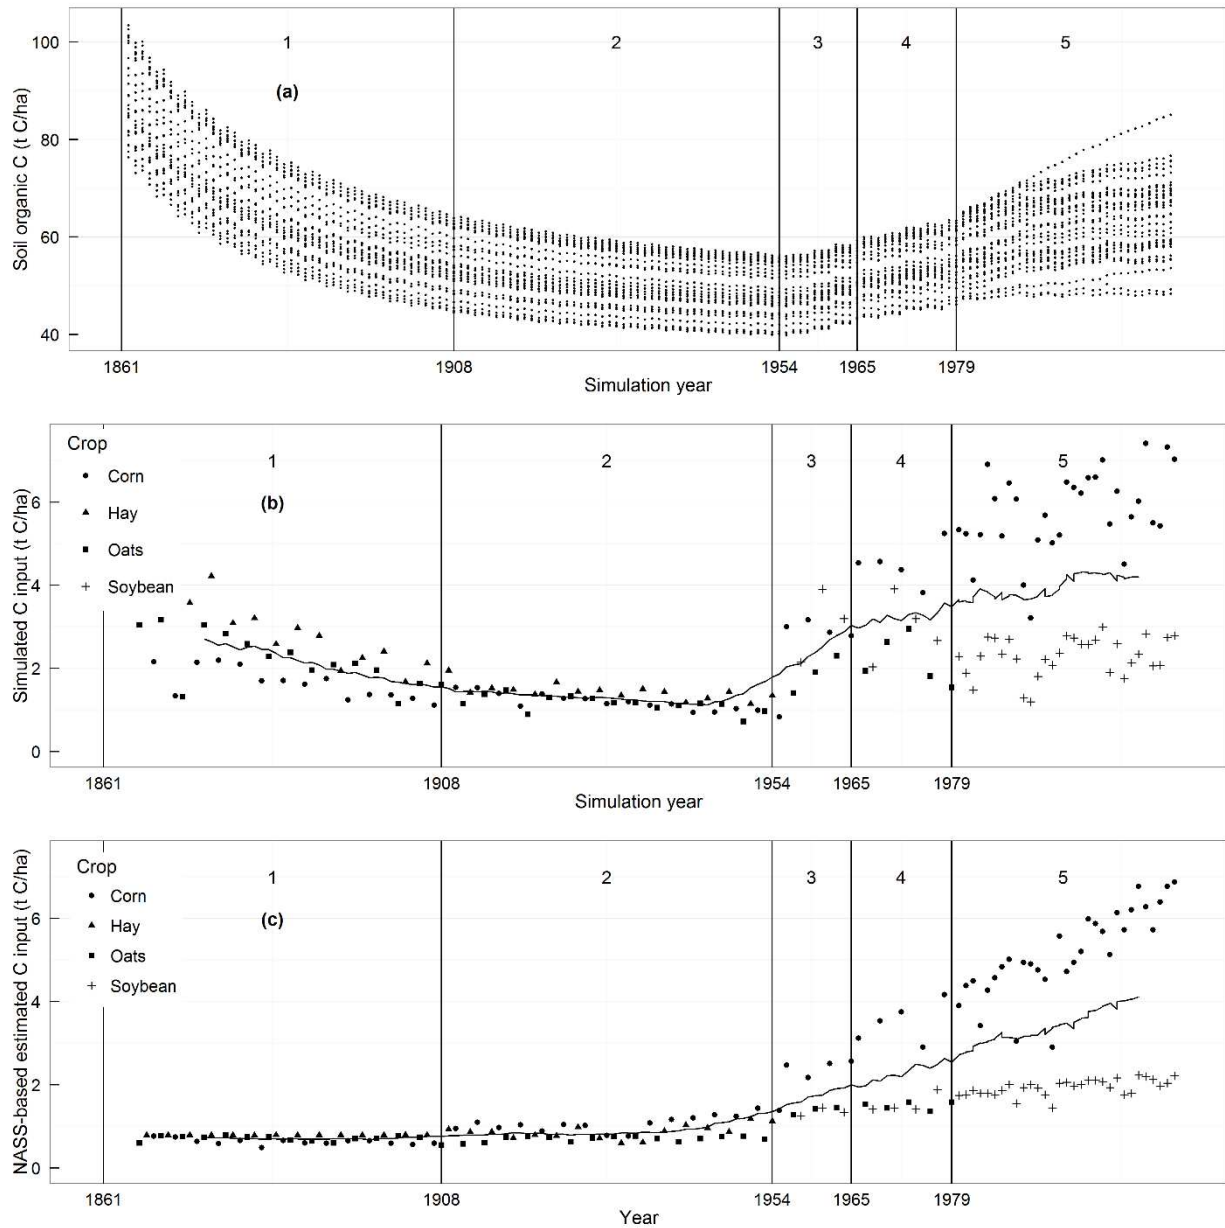 100
80
60
40
Soil organic C (t C/ha)
1
2
3
4
5
(a)
1861
1908
1954
1965
1979
Simulation year
6
4
2
0
Simulated C input (t C/ha)
Crop
Corn
Hay
Oats
Soybean
1
2
3
4
5
(b)
1861
1908
1954
1965
1979
Simulation year
6
4
2
0
NASS-based estimated C input (t C/ha)
Crop
Corn
Hay
Oats
Soybean
1
2
3
4
5
(c)
1861
1908
1954
1965
1979
Year